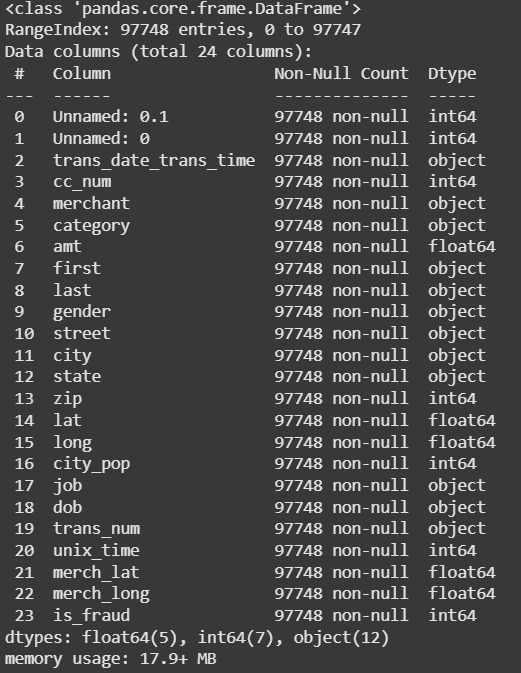 <class 'pandas.core.frame.DataFrame'>
RangeIndex: 97748 entries, 0 to 97747
Data columns (total 24 columns):
 #   Column                 Non-Null Count  Dtype
---  ------                 --------------  -----
 0   Unnamed: 0.1           97748 non-null  int64
 1   Unnamed: 0             97748 non-null  int64
 2   trans_date_trans_time  97748 non-null  object
 3   cc_num                 97748 non-null  int64
 4   merchant               97748 non-null  object
 5   category               97748 non-null  object
 6   amt                    97748 non-null  float64
 7   first                  97748 non-null  object
 8   last                   97748 non-null  object
 9   gender                 97748 non-null  object
 10  street                 97748 non-null  object
 11  city                   97748 non-null  object
 12  state                  97748 non-null  object
 13  zip                    97748 non-null  int64
 14  lat                    97748 non-null  float64
 15  long                   97748 non-null  float64
 16  city_pop               97748 non-null  int64
 17  job                    97748 non-null  object
 18  dob                    97748 non-null  object
 19  trans_num              97748 non-null  object
 20  unix_time              97748 non-null  int64
 21  merch_lat              97748 non-null  float64
 22  merch_long             97748 non-null  float64
 23  is_fraud               97748 non-null  int64
dtypes: float64(5), int64(7), object(12)
memory usage: 17.9+ MB